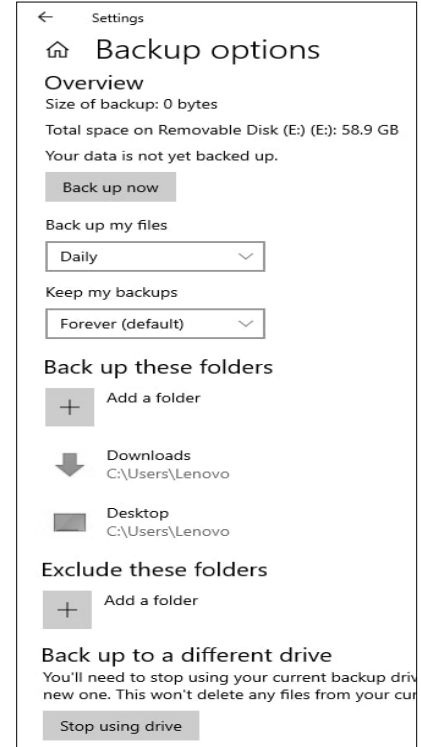 Settings
Backup options
Overview
Size of backup: 0 bytes
Total space on Removable Disk (E:) (E:): 58.9 GB
Your data is not yet backed up.
Back up now
Back up my files
Daily
Keep my backups
Forever (default)
Back up these folders
Add a folder
Downloads
C:\Users\Lenovo
Desktop
C:\Users\Lenovo
Exclude these folders
Add a folder
Back up to a different drive
You'll need to stop using your current backup
new one. This won't delete any files from your
Stop using drive